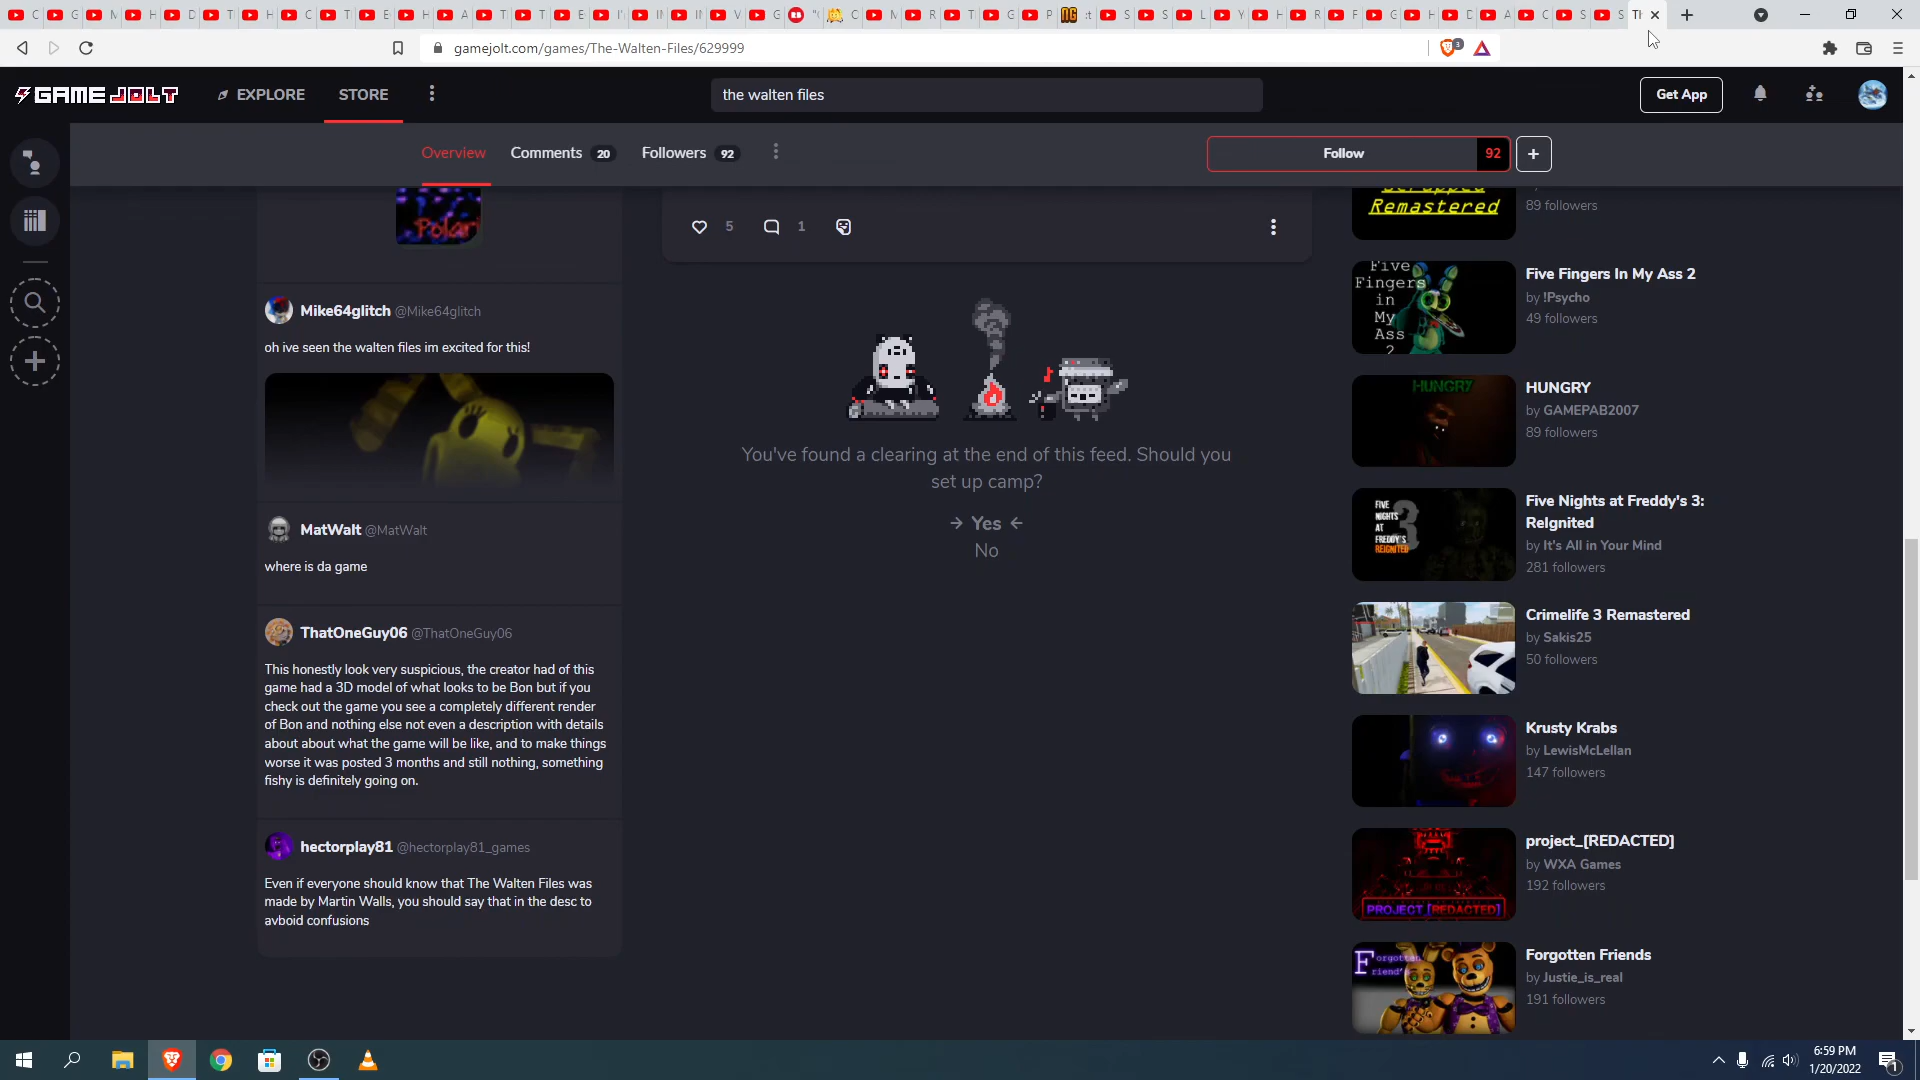 gamejolt.com/games/The-Walten-Files/629999
3
GAME JOLT
EXPLORE
STORE
the walten files
Get App
Overview
Comments 20
Followers 92
Follow 92
Polar
5
1
Mike64glitch @Mike64glitch
oh ive seen the walten files im excited for this!
MatWalt @MatWalt
where is da game
ThatOneGuy06 @ThatOneGuy06
This honestly look very suspicious, the creator had of this
game had a 3D model of what looks to be Bon but if you
check out the game you see a completely different render
of Bon and nothing else not even a description with details
about about what the game will be like, and to make things
worse it was posted 3 months and still nothing, something
fishy is definitely going on.
hectorplay81 @hectorplay81_games
Even if everyone should know that The Walten Files was
made by Martin Walls, you should say that in the desc to
avboid confusions
You've found a clearing at the end of this feed. Should you
set up camp?
Yes
No
Remastered
89 followers
Five
Fingers
in
My
Ass
2
Five Fingers In My Ass 2
by !Psycho
49 followers
HUNGRY
HUNGRY
by GAMEPAB2007
89 followers
FIVE
NIGHTS
AT
FREDDY'S
REIGNITED
3
Five Nights at Freddy's 3:
ReIgnited
by It's All in Your Mind
281 followers
Crimelife 3 Remastered
by Sakis25
50 followers
Krusty Krabs
by LewisMcLellan
147 followers
PROJECT [REDACTED]
project_[REDACTED]
by WXA Games
192 followers
Forgotten
Friend's
Forgotten Friends
by Justie_is_real
191 followers
6:59 PM
1/20/2022
1